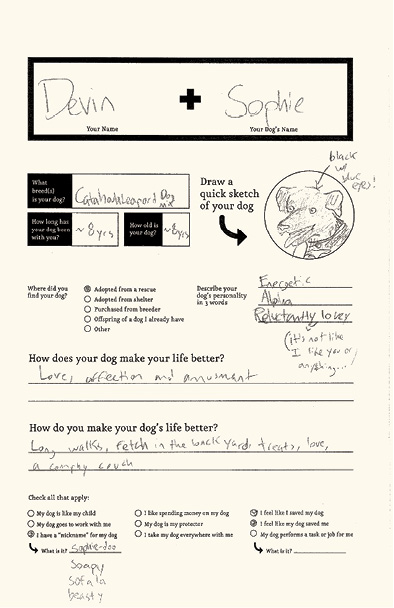 Devin + Sophie
Your Name Your Dog's Name
black
w/
blue
eyes!
What breed(s) is your dog? Catahoula Leopard Dog mix
How long has your dog been with you? ~8 yrs
How old is your dog? ~8 yrs
Draw a
quick sketch
of your dog
Where did you
find your dog?
Adopted from a rescue
Adopted from shelter
Purchased from breeder
Offspring of a dog I already have
Other
Describe your
dog's personality
in 3 words
Energetic
Alpha
Reluctantly lover
(it's not like
I like you or
anything...)
How does your dog make your life better?
Love, affection and amusment
How do you make your dog's life better?
Long walks, fetch in the back yard, treats, love,
a comphy couch
Check all that apply:
My dog is like my child
My dog goes to work with me
I have a "nickname" for my dog
What is it? Sophie-doo
Soapy
sofala
beasty
I like spending money on my dog
My dog is my protector
I take my dog everywhere with me
I feel like I saved my dog
I feel like my dog saved me
My dog performs a task or job for me
What is it?